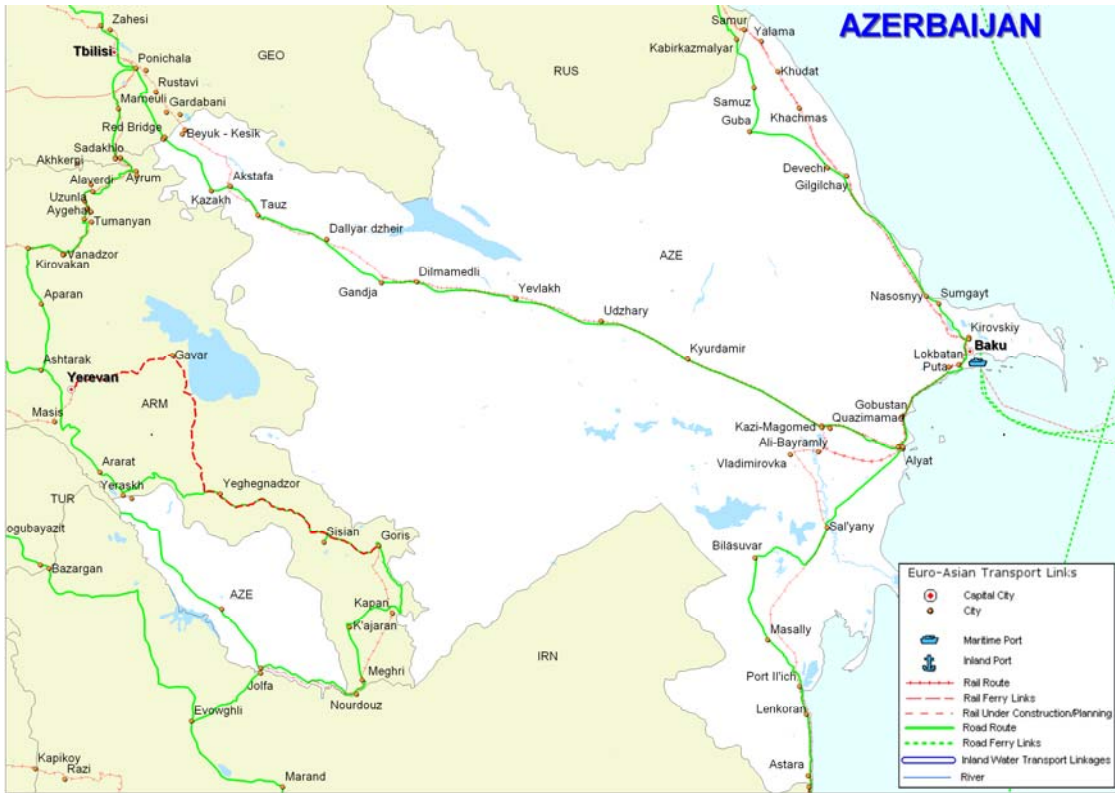 AZERBAIJAN
Zahesi
Tbilisi
GEO
Ponichala
Rustavi
Marneuli
Gardabani
Red Bridge
Beyuk - Kesik
Sadakhlo
Akhkerpi
Ayrum
Alaverdi
Uzunla
Aygehat
Tumanyan
Akstafa
Kazakh
Tauz
Vanadzor
Kirovakan
Dallyar dzheir
Aparan
Gandja
Dilmamedli
Yevlakh
Udzhary
Kyurdamir
RUS
AZE
Samur
Yalama
Kabirkazmalyar
Khudat
Samuz
Khachmas
Guba
Devechi
Gilgilchay
Nasosnyy
Sumgayt
Kirovskiy
Baku
Lokbatan
Puta
Gobustan
Quazimama
Kazi-Magomed
Ali-Bayramly
Vladimirovka
Alyat
Ashtarak
Yerevan
Gavar
ARM
Masis
Ararat
Yeraskh
Yeghegnadzor
TUR
ogubayazit
Bazargan
Sisian
Goris
AZE
Kapan
K'ajaran
Meghri
Jolfa
Nourdouz
Evowghli
Kapikoy
Razi
Marand
IRN
Sal'yany
Bilasuvar
Masally
Port Il'ich
Lenkoran
Astara
Euro-Asian Transport Links
Capital City
City
Maritime Port
Inland Port
Rail Route
Rail Ferry Links
Rail Under Construction/Planning
Road Route
Road Ferry Links
Inland Water Transport Linkages
River